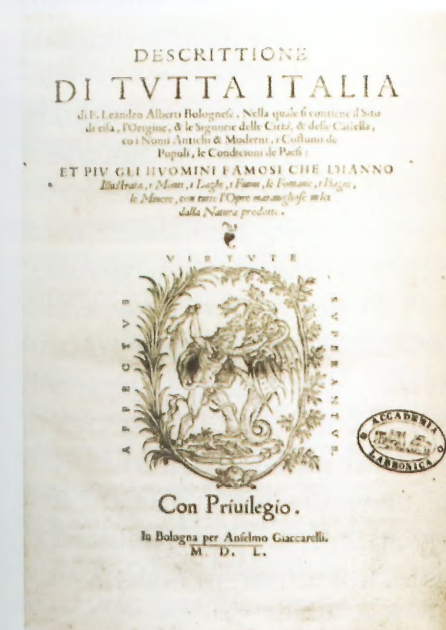 DESCRITTIONE
DI TVTTA ITALIA
di F. Leandro Alberti Bolognese, Nella quale si contiene il Sito
di essa, l'Origine, & le Signorie delle Città, & delle Castella,
co i Nomi Antichi & Moderni, i Costumi de
Popoli, le Condicioni de Paesi:
ET PIV GLI HVOMINI FAMOSI CHE L'HANNO
Illustrata, i Monti, i Laghi, i Fiumi, le Fontane, i Bagni,
le Minere, con tutte l'Opre marauigliose in lei
dalla Natura prodotte.
VIRTVTE
AFFECTVS
SVPERANTVR
ACCADEMIA
LABRONICA
Con Priuilegio.
In Bologna per Anselmo Giaccarelli.
M. D. L.